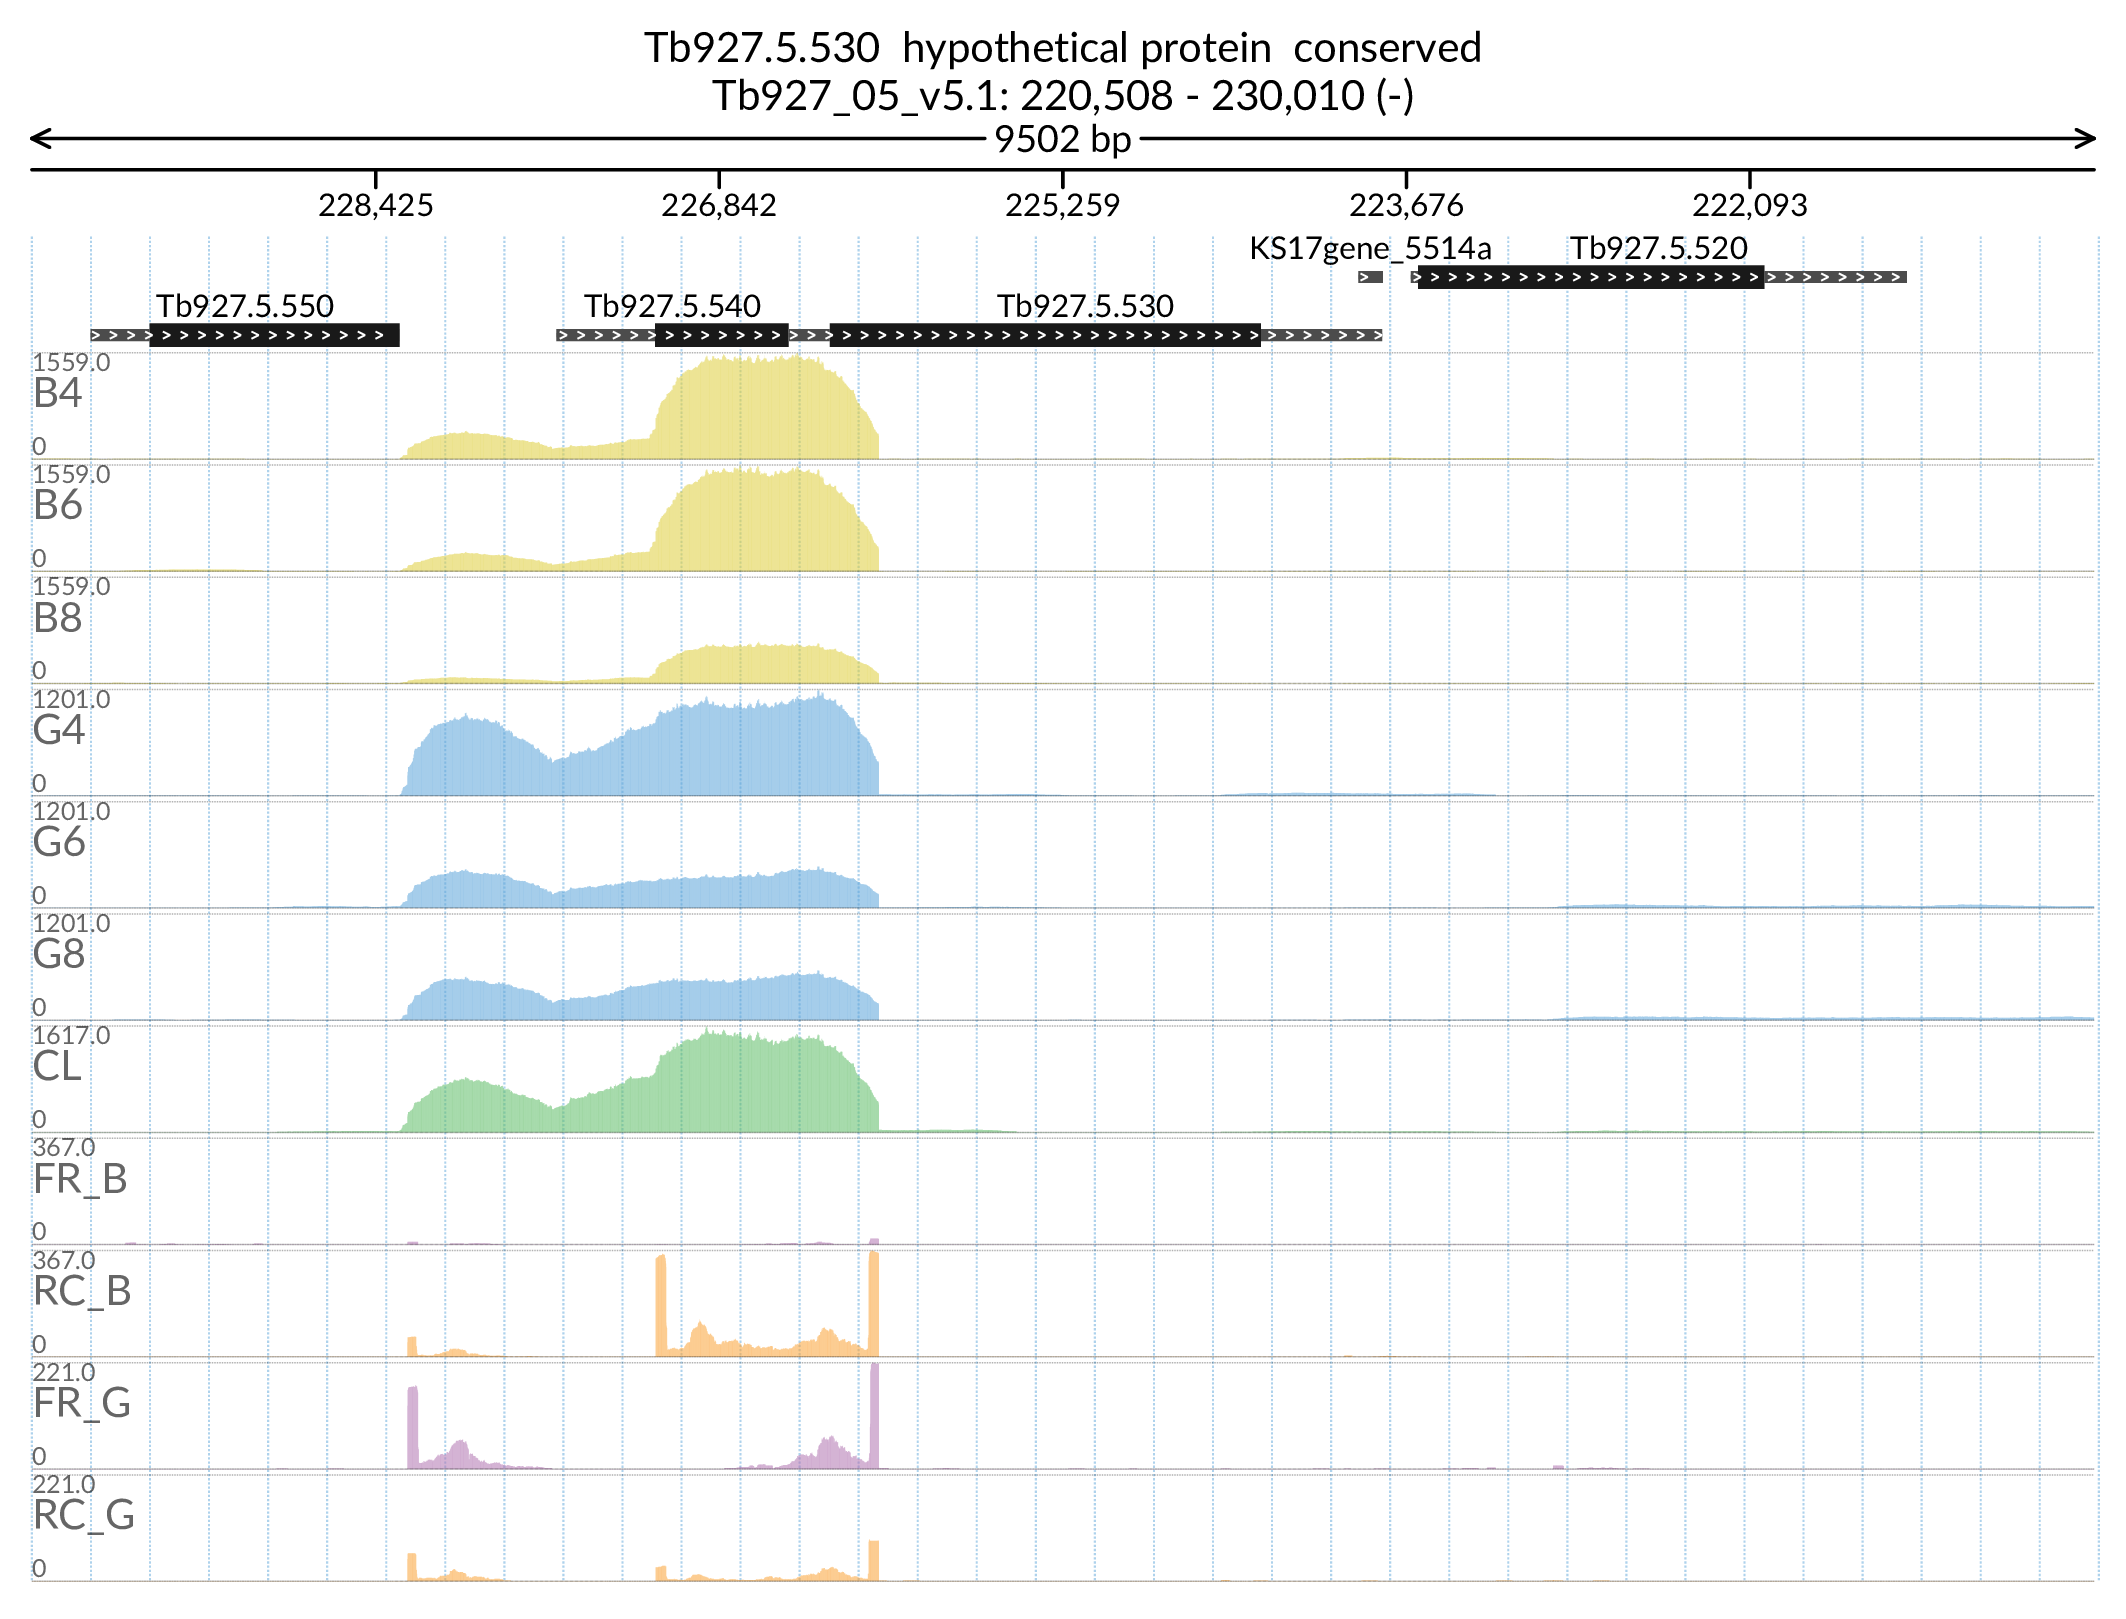 Tb927.5.530  hypothetical protein  conserved
Tb927_05_v5.1: 220,508 - 230,010 (-)
9502 bp
228,425 226,842 225,259 223,676 222,093
KS17gene_5514a Tb927.5.520
Tb927.5.550 Tb927.5.540 Tb927.5.530
1559.0
B4
0
1559.0
B6
0
1559.0
B8
0
1201.0
G4
0
1201.0
G6
0
1201.0
G8
0
1617.0
CL
0
367.0
FR_B
0
367.0
RC_B
0
221.0
FR_G
0
221.0
RC_G
0